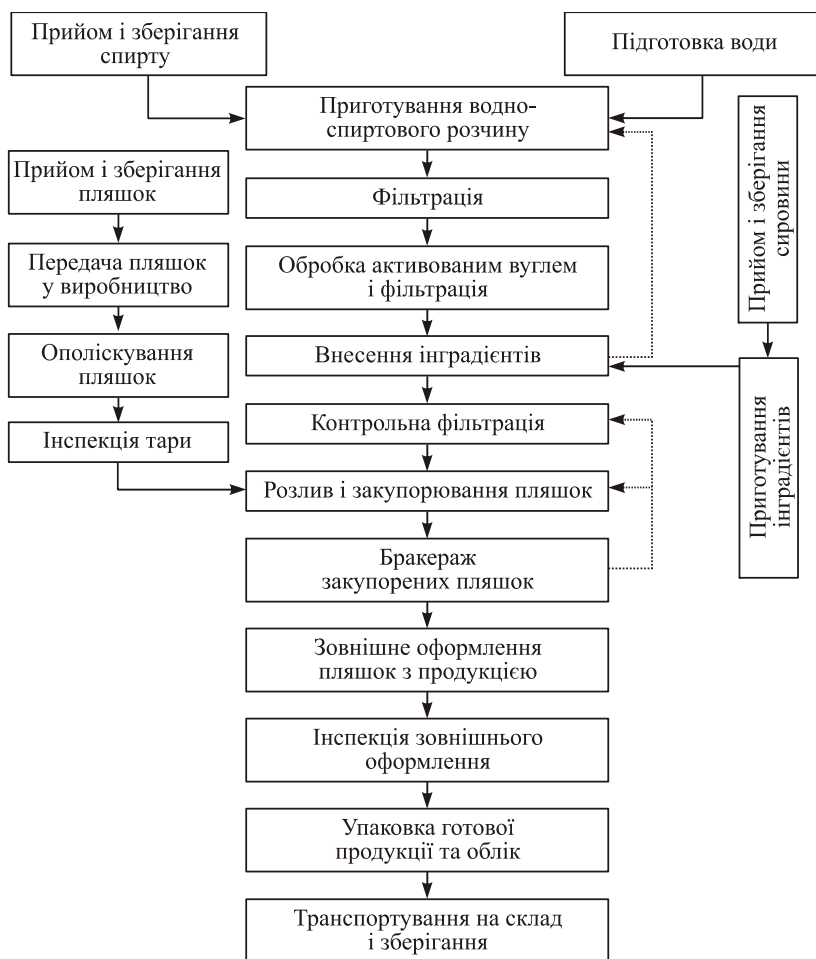 Прийом і зберігання
спирту
Підготовка води
Приготування водно-
спиртового розчину
Прийом і зберігання
сировини
Прийом і зберігання
пляшок
Фільтрація
Передача пляшок
у виробництво
Обробка активованим вуглем
і фільтрація
Ополіскування
пляшок
Внесення інградієнтів
Приготування
інградієнтів
Інспекція тари
Контрольна фільтрація
Розлив і закупорювання пляшок
Бракераж
закупорених пляшок
Зовнішне оформлення
пляшок з продукцією
Інспекція зовнішнього
оформлення
Упаковка готової
продукції та облік
Транспортування на склад
і зберігання